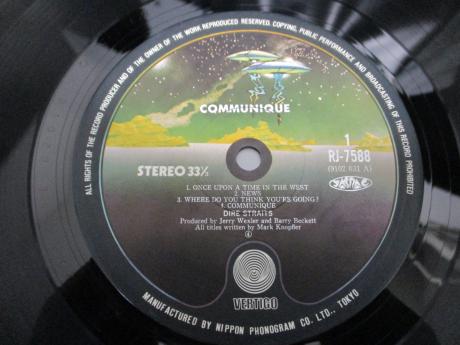 ALL RIGHTS OF THE RECORD PRODUCER AND OF THE OWNER OF THE WORK REPRODUCED RESERVED. COPYING, PUBLIC PERFORMANCE AND BROADCASTING OF THIS RECORD PROHIBITED
COMMUNIQUE
1
RJ-7588
(9102 031 A)
STEREO 33⅓
1. ONCE UPON A TIME IN THE WEST
2. NEWS
3. WHERE DO YOU THINK YOU'RE GOING?
4. COMMUNIQUE
DIRE STRAITS
Produced by Jerry Wexler and Barry Beckett
All titles written by Mark Knopfler
VERTIGO
MANUFACTURED BY NIPPON PHONOGRAM CO. LTD., TOKYO